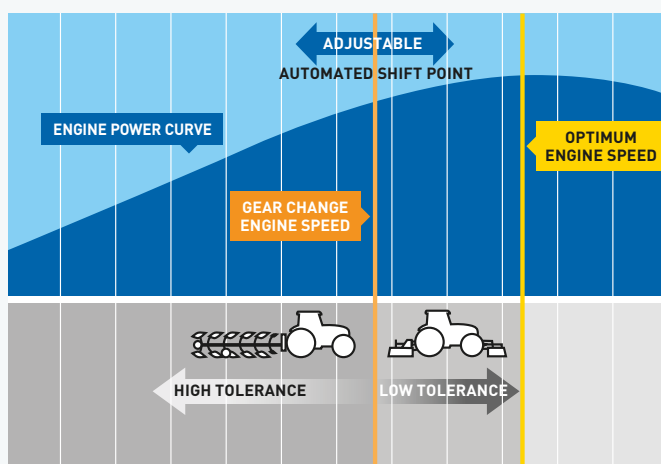 ADJUSTABLE
AUTOMATED SHIFT POINT
ENGINE POWER CURVE
OPTIMUM
ENGINE SPEED
GEAR CHANGE
ENGINE SPEED
HIGH TOLERANCE
LOW TOLERANCE